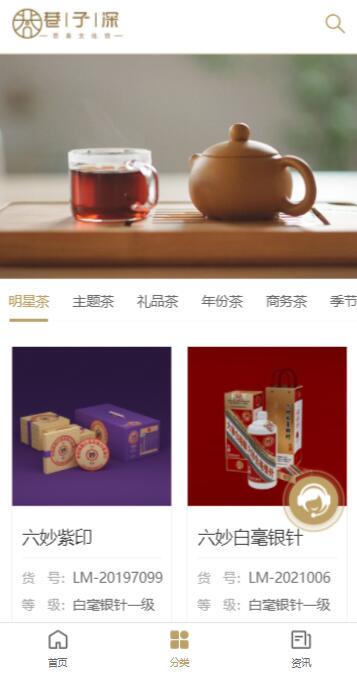 巷子深
明星茶 主题茶 礼品茶 年份茶 商务茶 季节
六妙紫印
货 号: LM-20197099
等 级: 白毫银针一级
六妙白毫银针
货 号: LM-2021006
等 级: 白毫银针一级
首页 分类 资讯